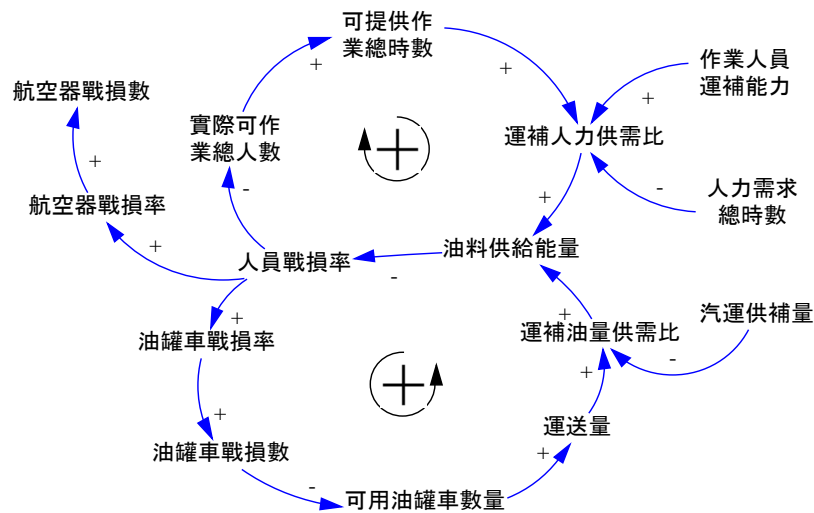 可提供作
業總時數
+
+
作業人員
運補能力
+
航空器戰損數
實際可作
業總人數
運補人力供需比
+
+
-
-
人力需求
總時數
+
航空器戰損率
+
人員戰損率
-
油料供給能量
+
+
運補油量供需比
汽運供補量
油罐車戰損率
-
+
+
+
運送量
油罐車戰損數
+
-
可用油罐車數量